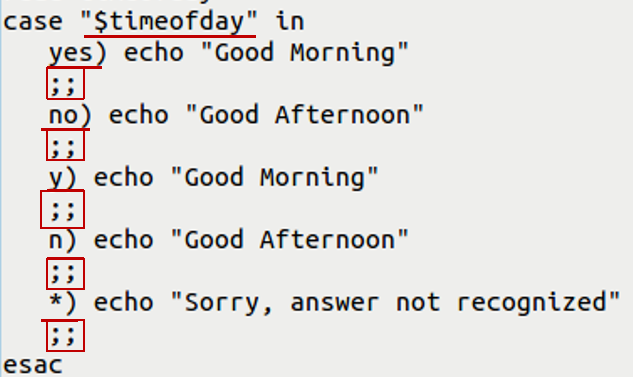 case "$timeofday" in
yes) echo "Good Morning"
;;
no) echo "Good Afternoon"
;;
y) echo "Good Morning"
;;
n) echo "Good Afternoon"
;;
*) echo "Sorry, answer not recognized"
;;
esac